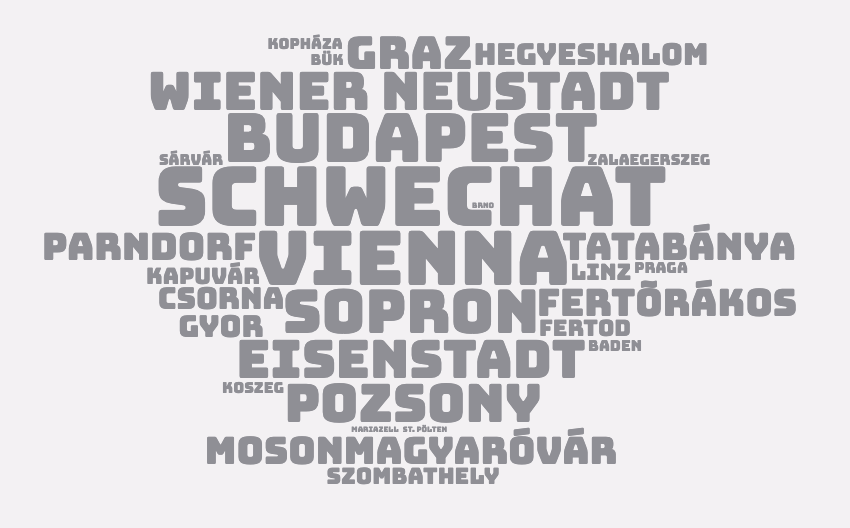 KOPHÁZA
BÜK GRAZ HEGYESHALOM
WIENER NEUSTADT
BUDAPEST
SÁRVÁR ZALAEGERSZEG
SCHWECHAT
BRNO
PARNDORF VIENNA TATABÁNYA
KAPUVÁR LINZ PRAGA
CSORNA SOPRON FERTÕRÁKOS
GYOR FERTOD
EISENSTADT BADEN
KOSZEG POZSONY
MARIAZELL ST. PÖLTEN
MOSONMAGYARÓVÁR
SZOMBATHELY